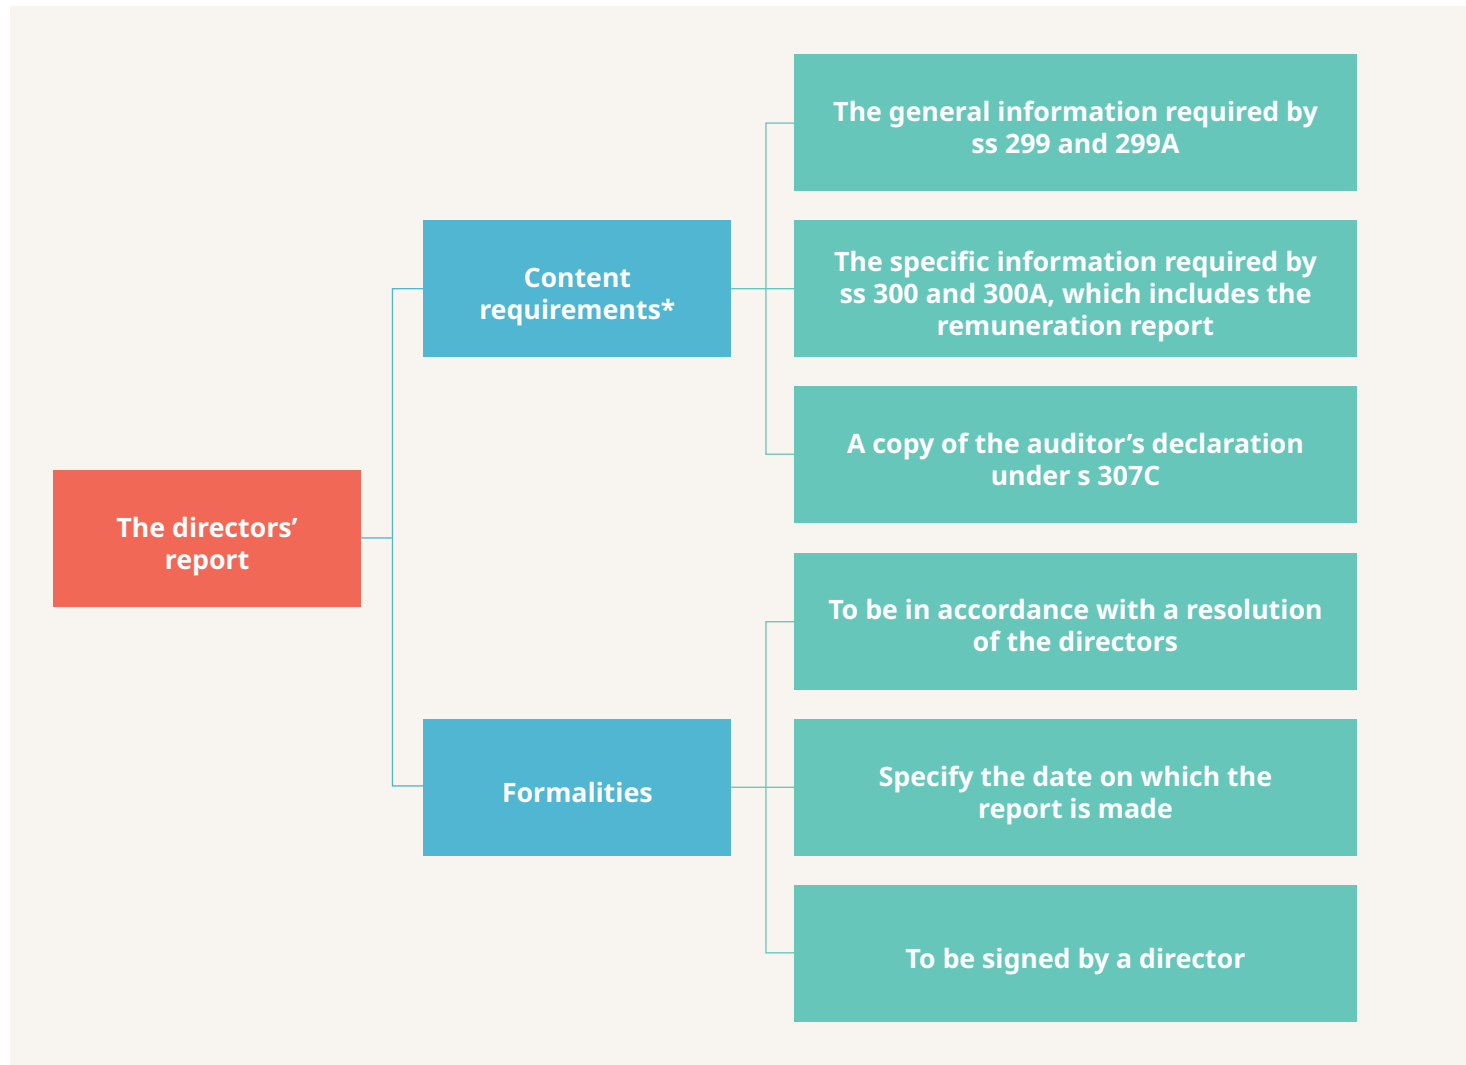 The directors’
report
Content
requirements*
The general information required by
ss 299 and 299A
The specific information required by
ss 300 and 300A, which includes the
remuneration report
A copy of the auditor’s declaration
under s 307C
Formalities
To be in accordance with a resolution
of the directors
Specify the date on which the
report is made
To be signed by a director